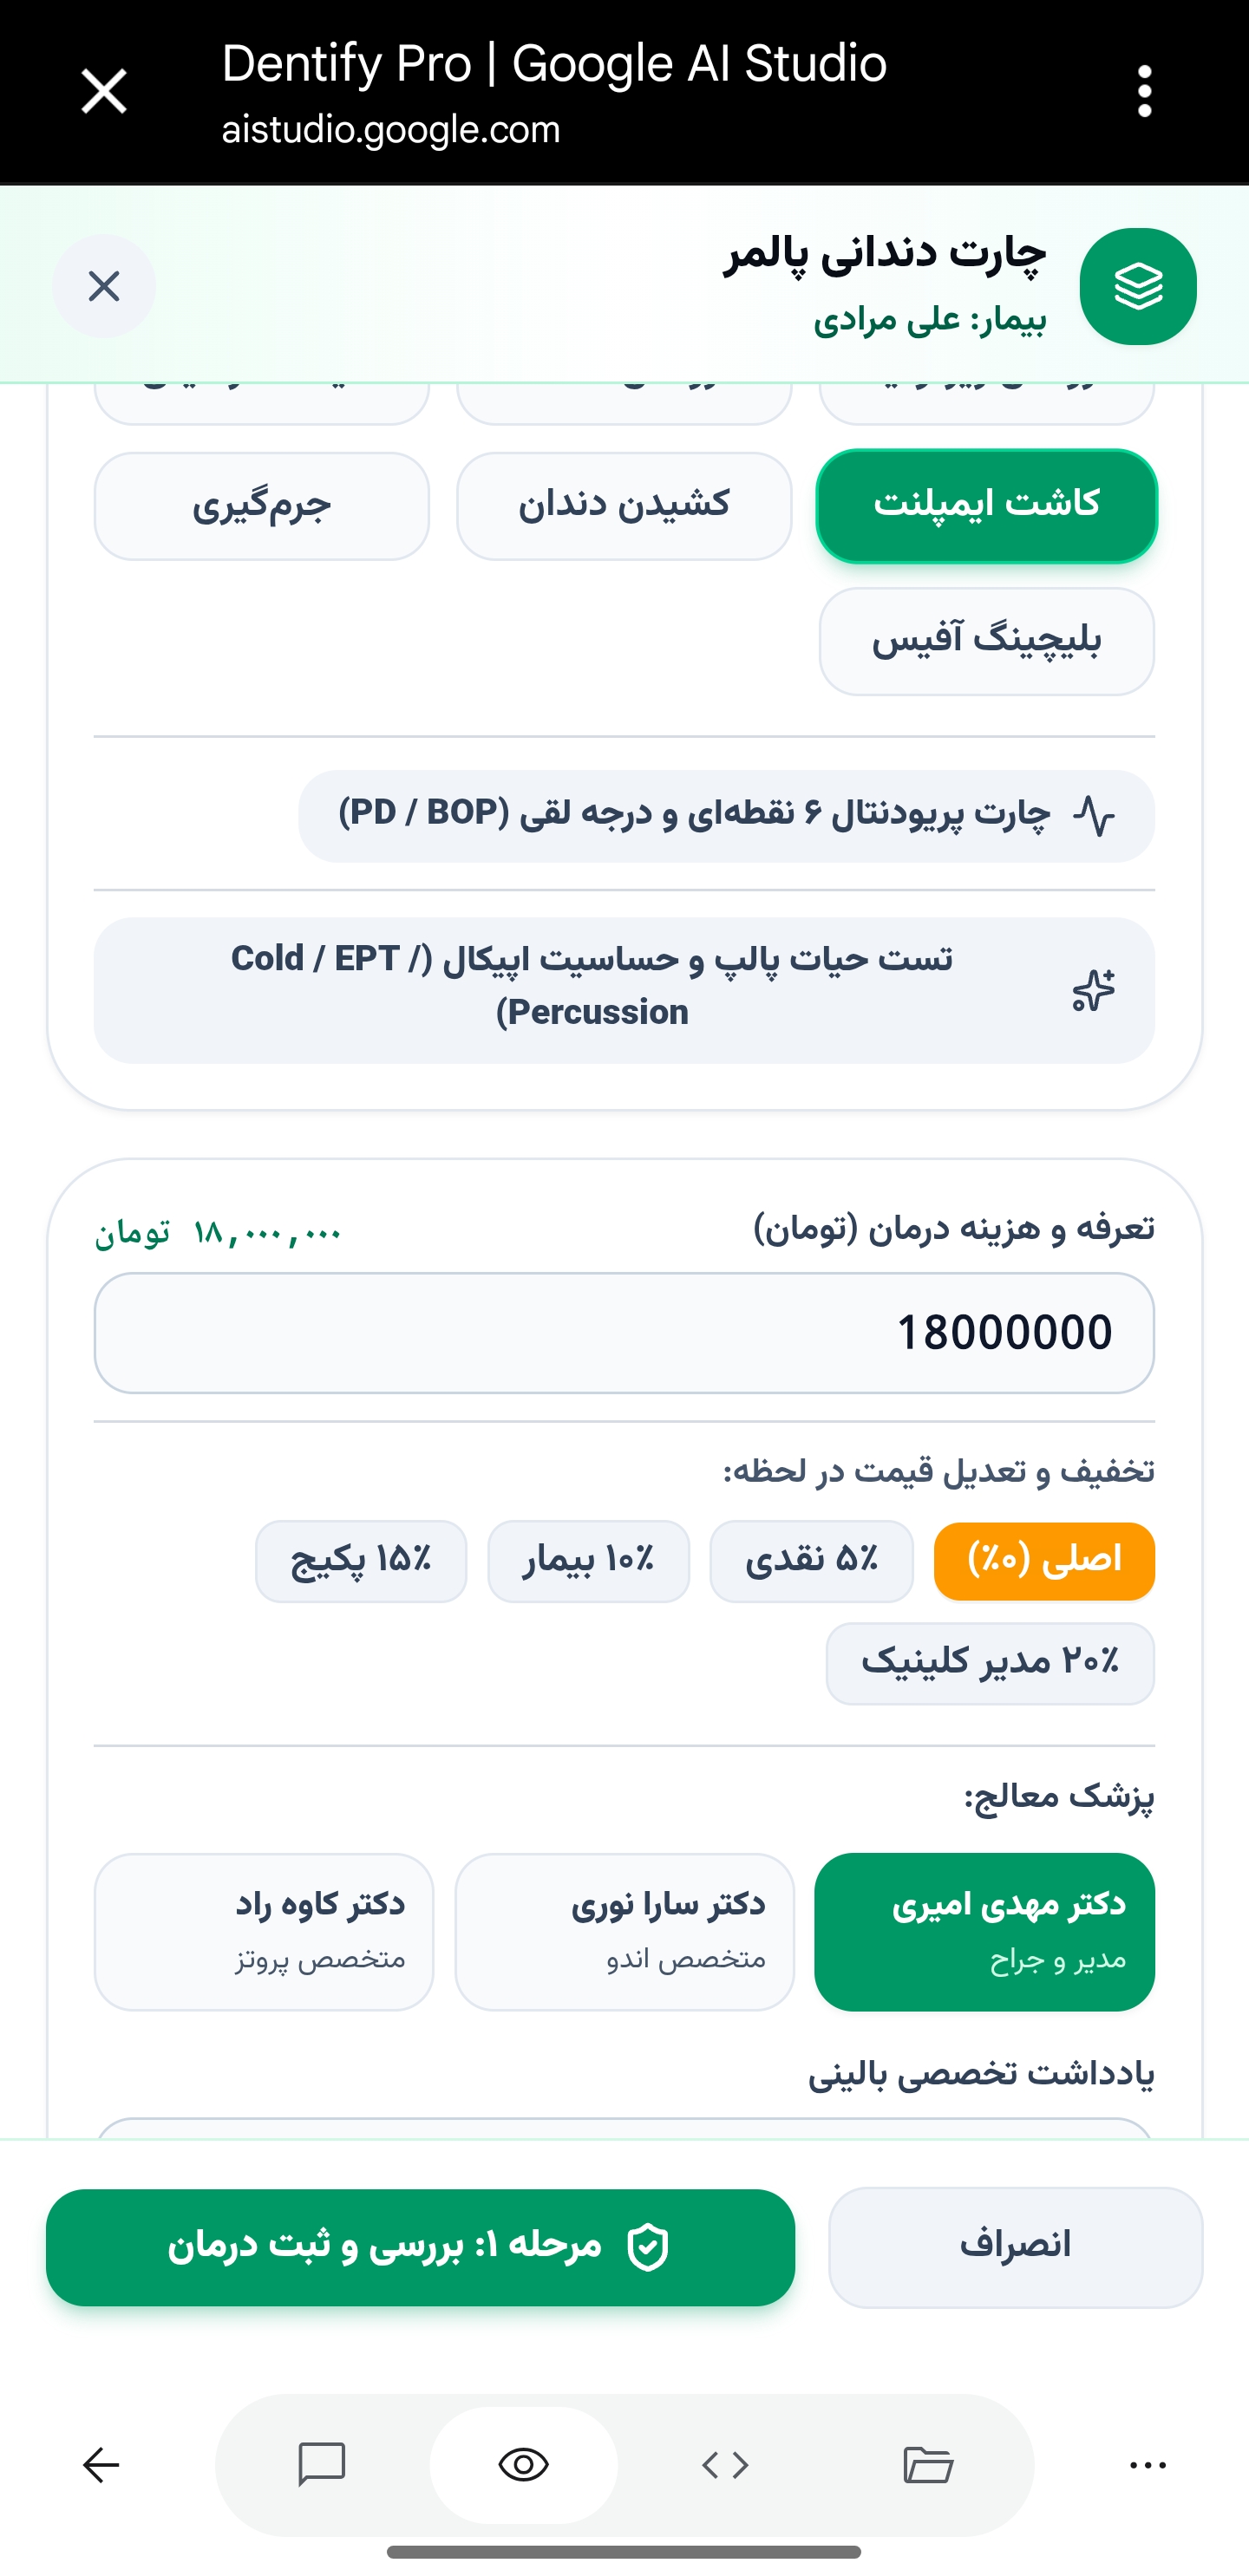 Dentify Pro | Google AI Studio
aistudio.google.com
چارت دندانی پالمر
بیمار: علی مرادی
کاشت ایمپلنت
کشیدن دندان
جرم‌گیری
بلیچینگ آفیس
چارت پریودنتال ۶ نقطه‌ای و درجه لقی (PD / BOP)
تست حیات پالپ و حساسیت اپیکال (Cold / EPT /
Percussion)
تعرفه و هزینه درمان (تومان)
۱۸,۰۰۰,۰۰۰ تومان
18000000
تخفیف و تعدیل قیمت در لحظه:
اصلی (۰٪)
۵٪ نقدی
۱۰٪ بیمار
۱۵٪ پکیج
۲۰٪ مدیر کلینیک
پزشک معالج:
دکتر مهدی امیری
مدیر و جراح
دکتر سارا نوری
متخصص اندو
دکتر کاوه راد
متخصص پروتز
یادداشت تخصصی بالینی
انصراف
مرحله ۱: بررسی و ثبت درمان